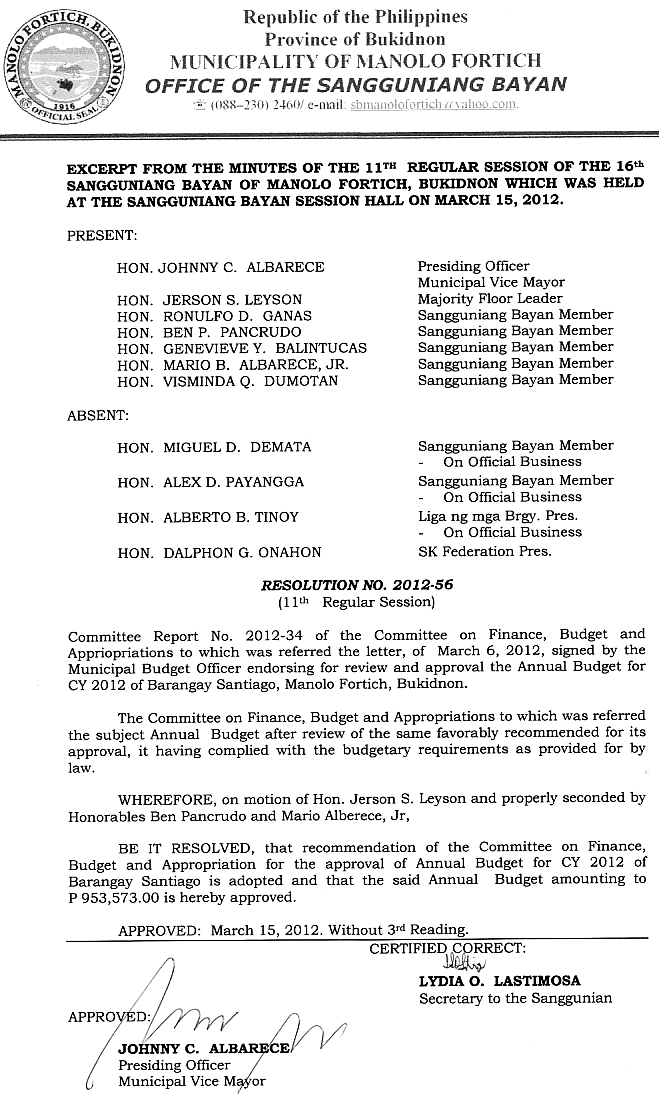 MANOLO FORTICH, BUKIDNON
1916
OFFICIAL SEAL
Republic of the Philippines
Province of Bukidnon
MUNICIPALITY OF MANOLO FORTICH
OFFICE OF THE SANGGUNIANG BAYAN
☏ (088–230) 2460/ e-mail: sbmanolofortich@yahoo.com.
EXCERPT FROM THE MINUTES OF THE 11TH REGULAR SESSION OF THE 16th
SANGGUNIANG BAYAN OF MANOLO FORTICH, BUKIDNON WHICH WAS HELD
AT THE SANGGUNIANG BAYAN SESSION HALL ON MARCH 15, 2012.
PRESENT:
HON. JOHNNY C. ALBARECE Presiding Officer
Municipal Vice Mayor
HON. JERSON S. LEYSON Majority Floor Leader
HON. RONULFO D. GANAS Sangguniang Bayan Member
HON. BEN P. PANCRUDO Sangguniang Bayan Member
HON. GENEVIEVE Y. BALINTUCAS Sangguniang Bayan Member
HON. MARIO B. ALBARECE, JR. Sangguniang Bayan Member
HON. VISMINDA Q. DUMOTAN Sangguniang Bayan Member
ABSENT:
HON. MIGUEL D. DEMATA Sangguniang Bayan Member
- On Official Business
HON. ALEX D. PAYANGGA Sangguniang Bayan Member
- On Official Business
HON. ALBERTO B. TINOY Liga ng mga Brgy. Pres.
- On Official Business
HON. DALPHON G. ONAHON SK Federation Pres.
RESOLUTION NO. 2012-56
(11th Regular Session)
Committee Report No. 2012-34 of the Committee on Finance, Budget and
Appriopriations to which was referred the letter, of March 6, 2012, signed by the
Municipal Budget Officer endorsing for review and approval the Annual Budget for
CY 2012 of Barangay Santiago, Manolo Fortich, Bukidnon.
The Committee on Finance, Budget and Appropriations to which was referred
the subject Annual Budget after review of the same favorably recommended for its
approval, it having complied with the budgetary requirements as provided for by
law.
WHEREFORE, on motion of Hon. Jerson S. Leyson and properly seconded by
Honorables Ben Pancrudo and Mario Alberece, Jr,
BE IT RESOLVED, that recommendation of the Committee on Finance,
Budget and Appropriation for the approval of Annual Budget for CY 2012 of
Barangay Santiago is adopted and that the said Annual Budget amounting to
P 953,573.00 is hereby approved.
APPROVED: March 15, 2012. Without 3rd Reading.
CERTIFIED CORRECT:
LYDIA O. LASTIMOSA
Secretary to the Sanggunian
APPROVED:
JOHNNY C. ALBARECE
Presiding Officer
Municipal Vice Mayor